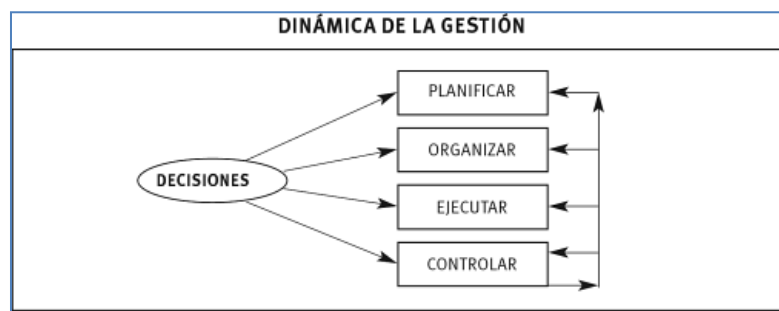 DINÁMICA DE LA GESTIÓN
PLANIFICAR
ORGANIZAR
DECISIONES
EJECUTAR
CONTROLAR